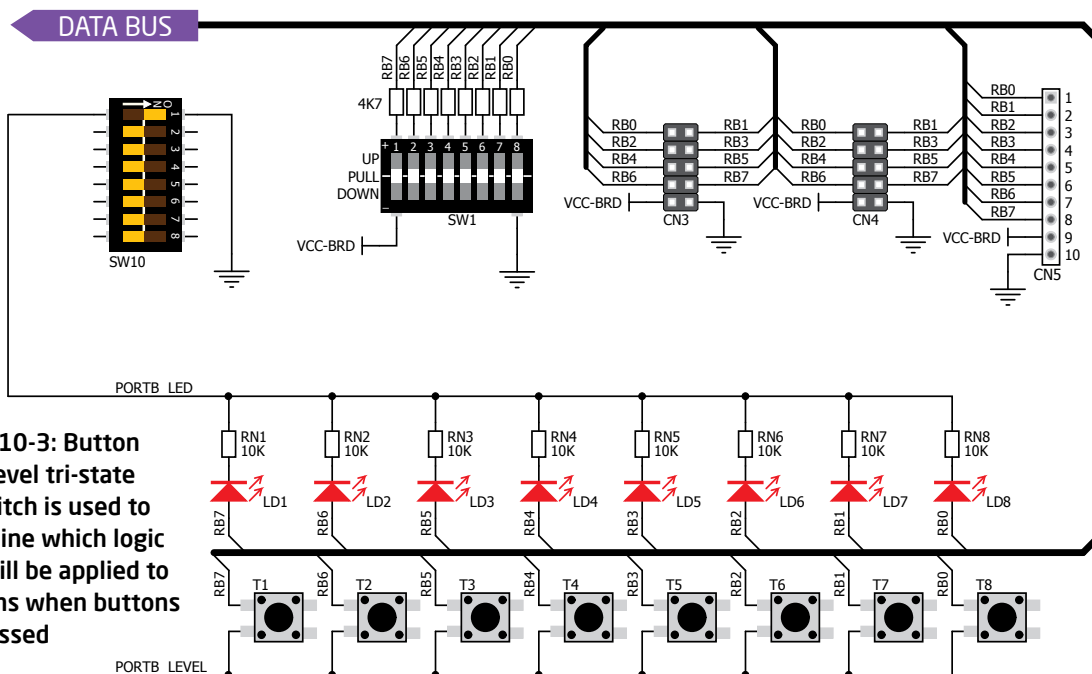 DATA BUS
RB7
RB6
RB5
RB4
RB3
RB2
RB1
RB0
4K7
+ 1 2 3 4 5 6 7 8
UP
PULL
DOWN
_
SW1
VCC-BRD
ON
1
2
3
4
5
6
7
8
SW10
RB0
RB2
RB4
RB6
RB1
RB3
RB5
RB7
VCC-BRD
CN3
RB0
RB2
RB4
RB6
RB1
RB3
RB5
RB7
VCC-BRD
CN4
RB0
RB1
RB2
RB3
RB4
RB5
RB6
RB7
VCC-BRD
1
2
3
4
5
6
7
8
9
10
CN5
PORTB LED
10-3: Button
evel tri-state
itch is used to
ine which logic
ill be applied to
ns when buttons
ssed
RN1
10K
RN2
10K
RN3
10K
RN4
10K
RN5
10K
RN6
10K
RN7
10K
RN8
10K
LD1
LD2
LD3
LD4
LD5
LD6
LD7
LD8
RB7
RB6
RB5
RB4
RB3
RB2
RB1
RB0
RB7
RB6
RB5
RB4
RB3
RB2
RB1
RB0
T1
T2
T3
T4
T5
T6
T7
T8
PORTB LEVEL